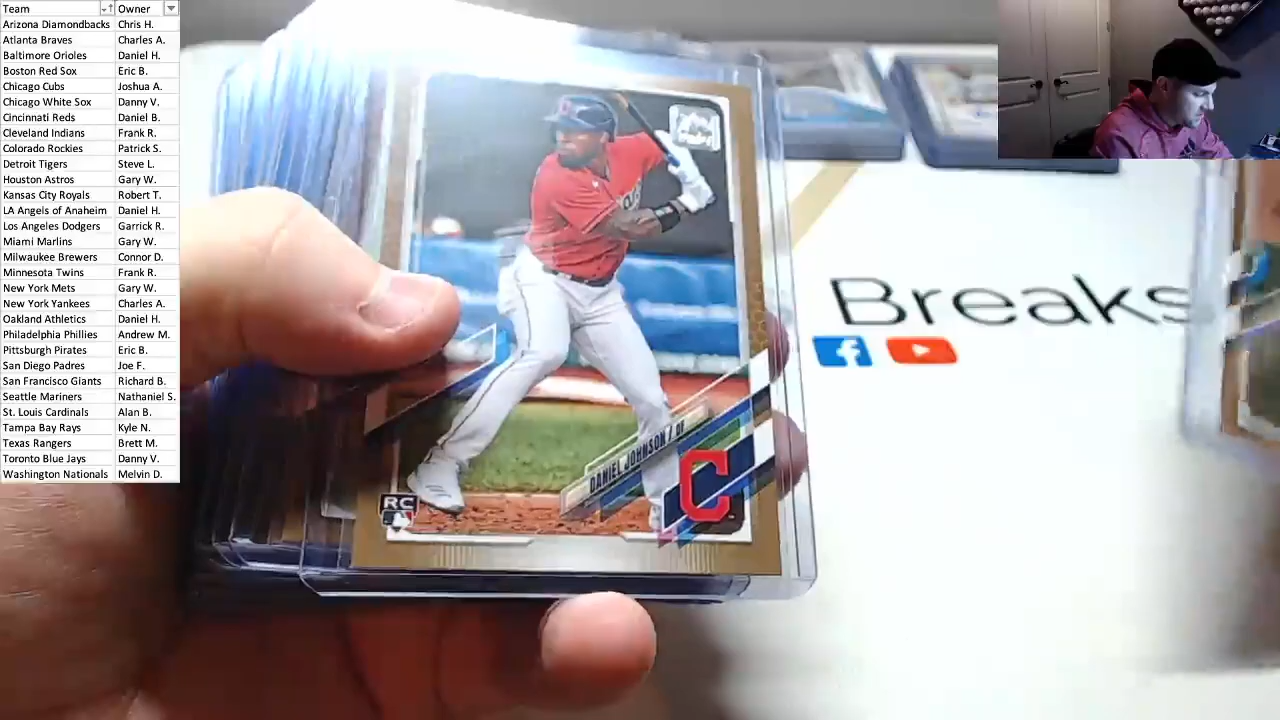 Team Owner
Arizona Diamondbacks Chris H.
Atlanta Braves Charles A.
Baltimore Orioles Daniel H.
Boston Red Sox Eric B.
Chicago Cubs Joshua A.
Chicago White Sox Danny V.
Cincinnati Reds Daniel B.
Cleveland Indians Frank R.
Colorado Rockies Patrick S.
Detroit Tigers Steve L.
Houston Astros Gary W.
Kansas City Royals Robert T.
LA Angels of Anaheim Daniel H.
Los Angeles Dodgers Garrick R.
Miami Marlins Gary W.
Milwaukee Brewers Connor D.
Minnesota Twins Frank R.
New York Mets Gary W.
New York Yankees Charles A.
Oakland Athletics Daniel H.
Philadelphia Phillies Andrew M.
Pittsburgh Pirates Eric B.
San Diego Padres Joe F.
San Francisco Giants Richard B.
Seattle Mariners Nathaniel S.
St. Louis Cardinals Alan B.
Tampa Bay Rays Kyle N.
Texas Rangers Brett M.
Toronto Blue Jays Danny V.
Washington Nationals Melvin D.
Breaks
DANIEL JOHNSON / OF
C
RC